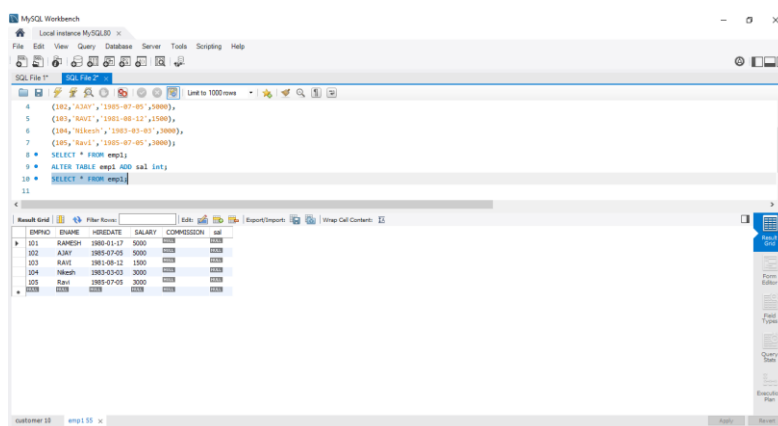 MySQL Workbench
Local instance MySQL80 ×
File Edit View Query Database Server Tools Scripting Help
SQL File 1* SQL File 2* ×
Limit to 1000 rows
4 (102,'AJAY','1985-07-05',5000),
5 (103,'RAVI','1981-08-12',1500),
6 (104,'Nikesh','1983-03-03',3000),
7 (105,'Ravi','1985-07-05',3000);
8 SELECT * FROM emp1;
9 ALTER TABLE emp1 ADD sal int;
10 SELECT * FROM emp1;
11
Result Grid Filter Rows: Edit: Export/Import: Wrap Cell Content:
EMPNO ENAME HIREDATE SALARY COMMISSION sal
101 RAMESH 1980-01-17 5000 NULL NULL
102 AJAY 1985-07-05 5000 NULL NULL
103 RAVI 1981-08-12 1500 NULL NULL
104 Nikesh 1983-03-03 3000 NULL NULL
105 Ravi 1985-07-05 3000 NULL NULL
NULL NULL NULL NULL NULL NULL
Result
Grid
Form
Editor
Field
Types
Query
Stats
Execution
Plan
customer 10 emp1 55 ×
Apply Revert